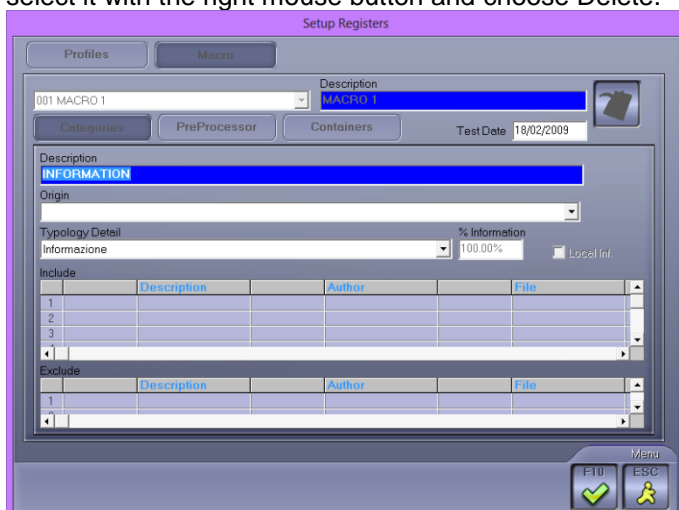 select it with the right mouse button and choose Delete.
Setup Registers
Profiles Macro
Description
001 MACRO 1 MACRO 1
Categories PreProcessor Containers Test Date 18/02/2009
Description
INFORMATION
Origin
Typology Detail % Information
Informazione 100.00% Local Inf.
Include
Description Author File
1
2
3
Exclude
Description Author File
1
Menu
F10 ESC